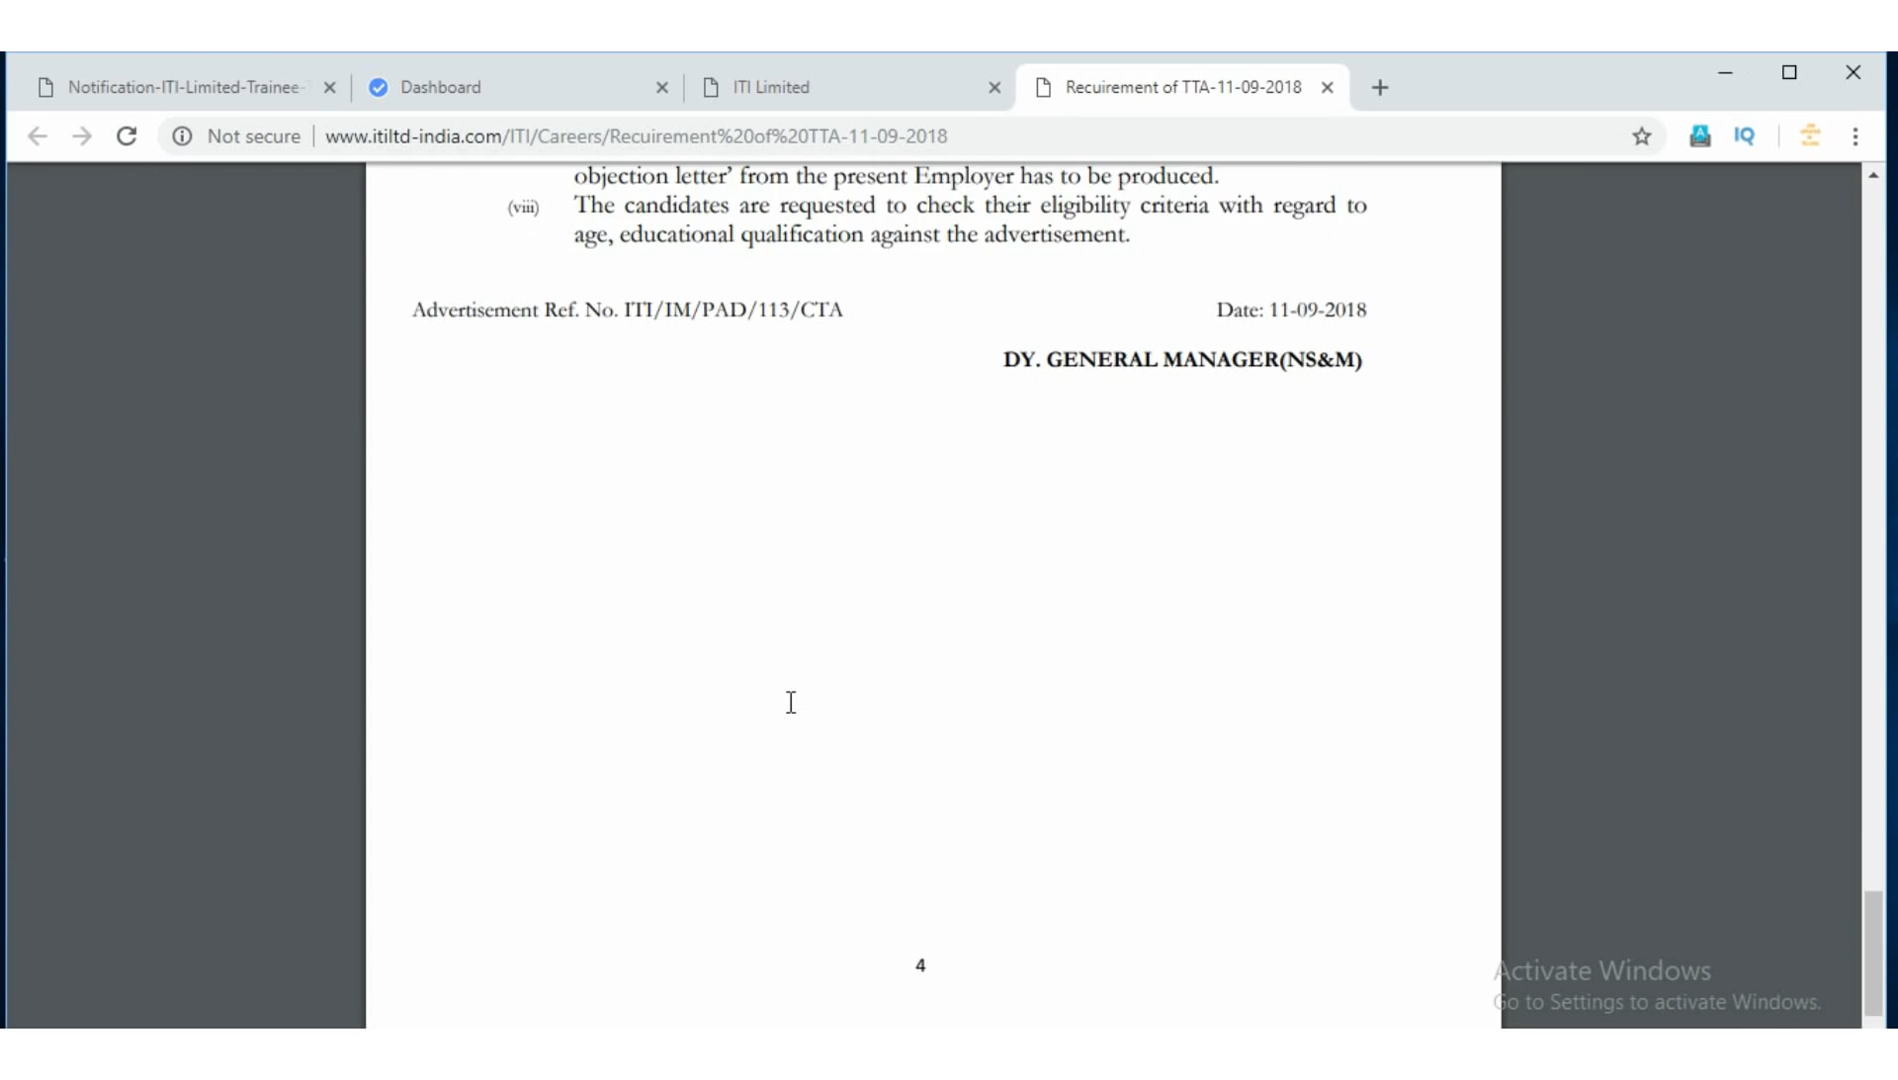 Notification-ITI-Limited-Trainee-
Dashboard
ITI Limited
Recuirement of TTA-11-09-2018
Not secure
www.itiltd-india.com/ITI/Careers/Recuirement%20of%20TTA-11-09-2018
IQ
objection letter’ from the present Employer has to be produced.
(viii) The candidates are requested to check their eligibility criteria with regard to
age, educational qualification against the advertisement.
Advertisement Ref. No. ITI/IM/PAD/113/CTA Date: 11-09-2018
DY. GENERAL MANAGER(NS&M)
4
Activate Windows
Go to Settings to activate Windows.